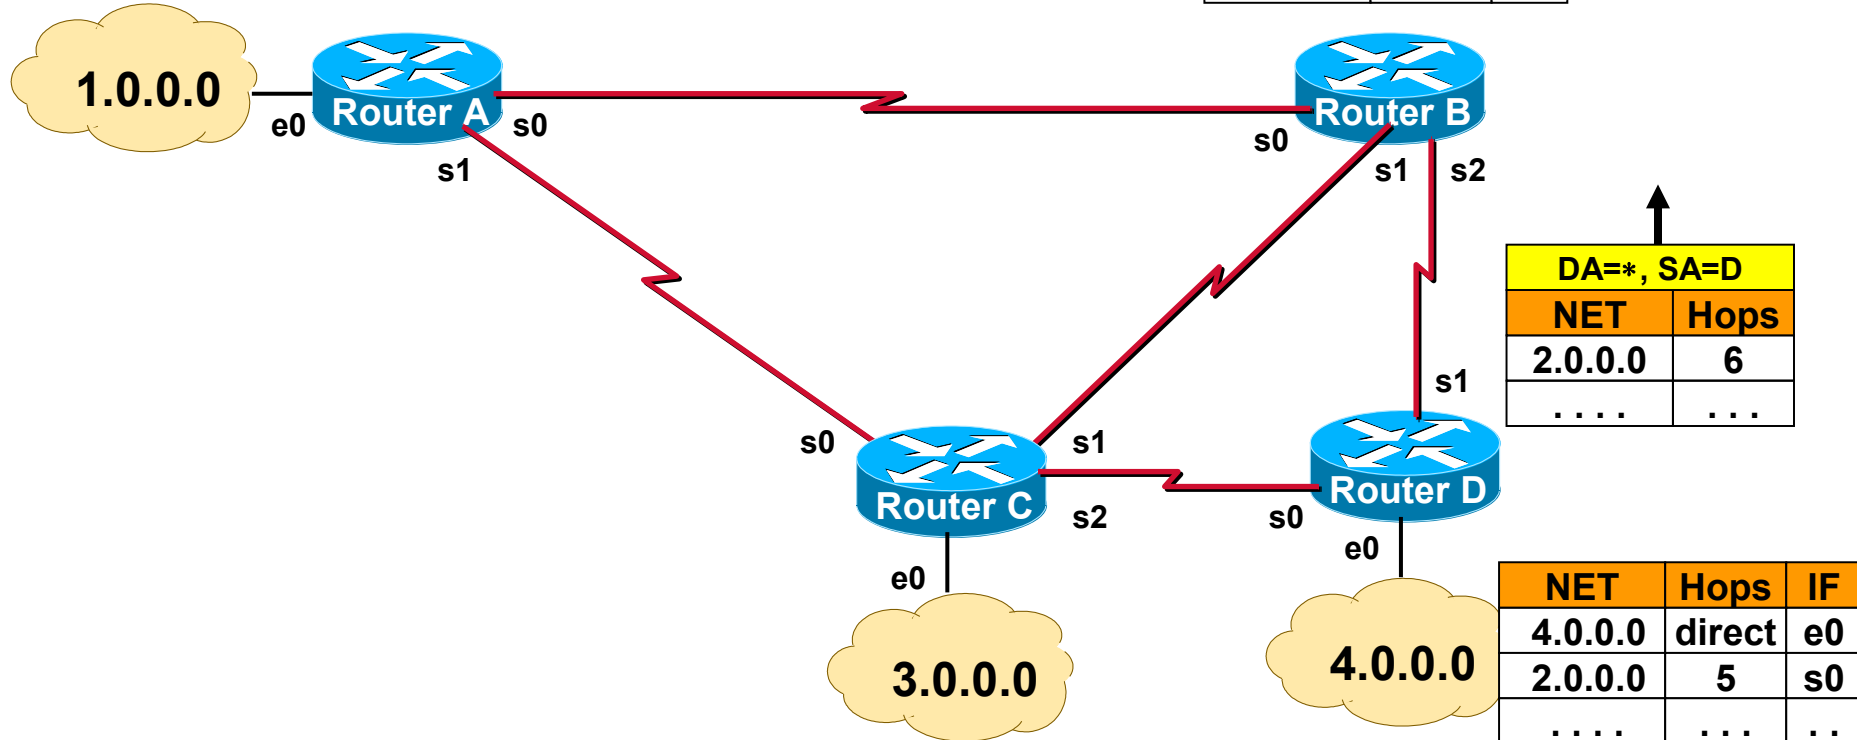 1.0.0.0
e0
Router A
s0
s1
Router B
s0
s1
s2
DA=*, SA=D
NET Hops
2.0.0.0 6
. . . . . . .
s1
s0
s1
Router C
s2
s0
Router D
e0
e0
3.0.0.0
4.0.0.0
NET Hops IF
4.0.0.0 direct e0
2.0.0.0 5 s0
. . . . . . . . .